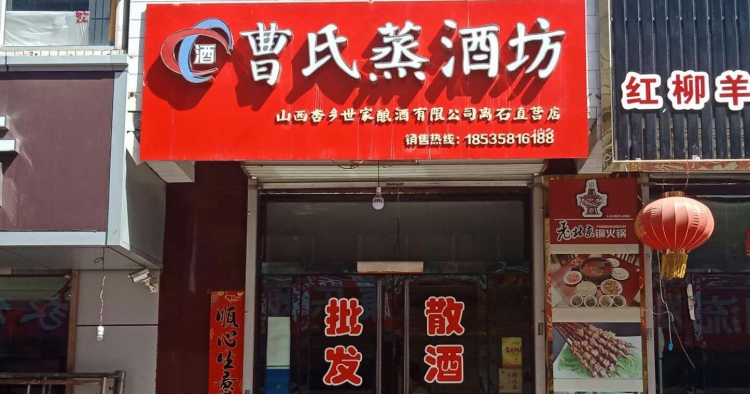 酒
曹氏蒸酒坊
山西杏乡世家酿酒有限公司离石直营店
销售热线：18535816188
红柳羊
老北京铜火锅
顺心生意
批发
散酒